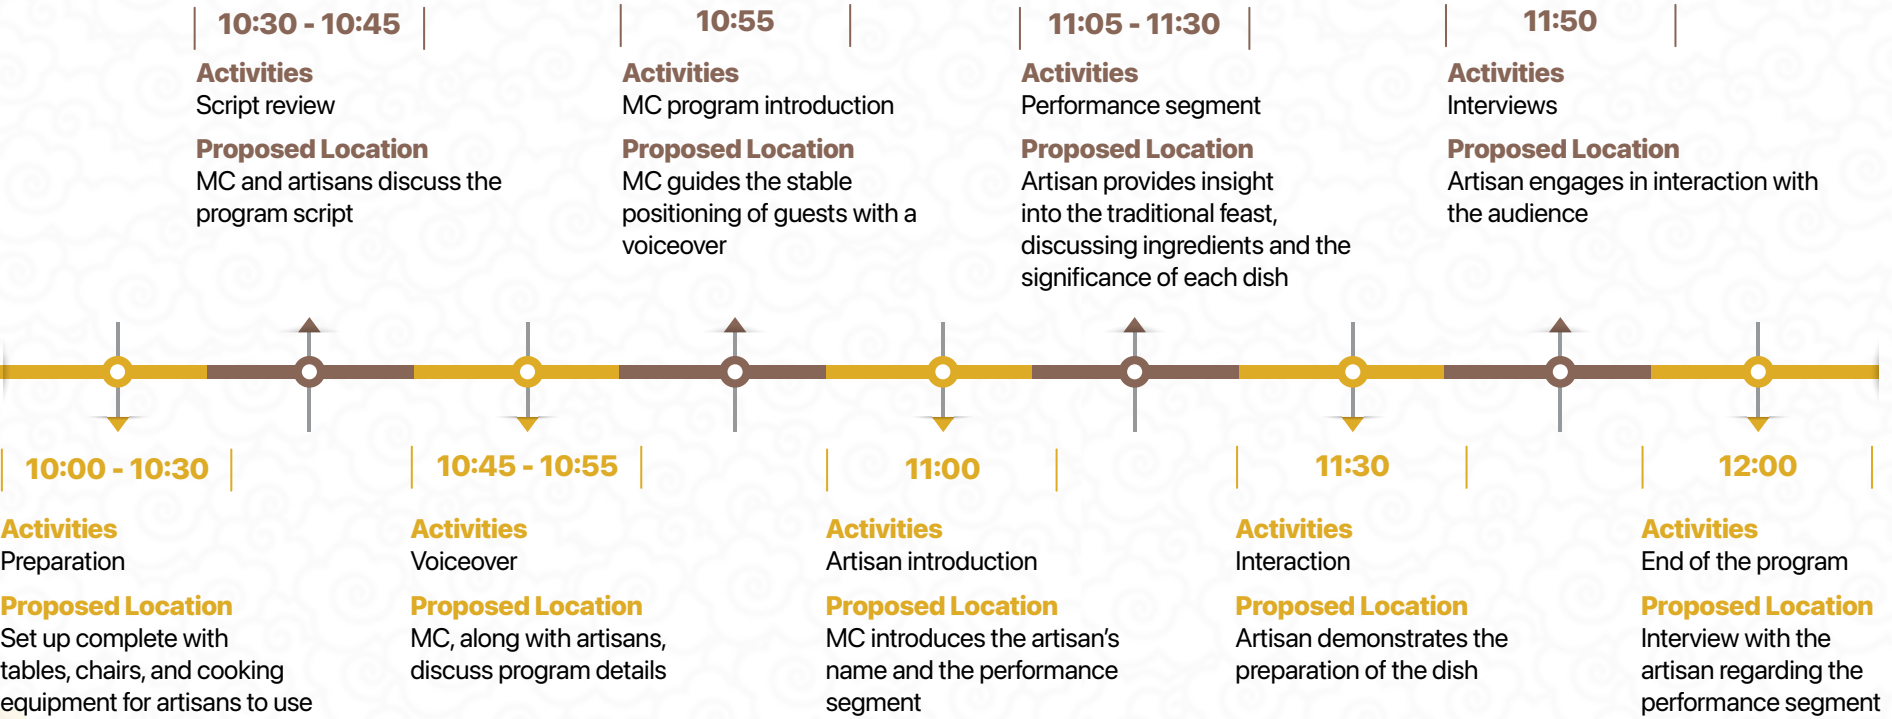 10:30 - 10:45
Activities
Script review
Proposed Location
MC and artisans discuss the
program script
10:55
Activities
MC program introduction
Proposed Location
MC guides the stable
positioning of guests with a
voiceover
11:05 - 11:30
Activities
Performance segment
Proposed Location
Artisan provides insight
into the traditional feast,
discussing ingredients and the
significance of each dish
11:50
Activities
Interviews
Proposed Location
Artisan engages in interaction with
the audience
10:00 - 10:30
Activities
Preparation
Proposed Location
Set up complete with
tables, chairs, and cooking
equipment for artisans to use
10:45 - 10:55
Activities
Voiceover
Proposed Location
MC, along with artisans,
discuss program details
11:00
Activities
Artisan introduction
Proposed Location
MC introduces the artisan's
name and the performance
segment
11:30
Activities
Interaction
Proposed Location
Artisan demonstrates the
preparation of the dish
12:00
Activities
End of the program
Proposed Location
Interview with the
artisan regarding the
performance segment